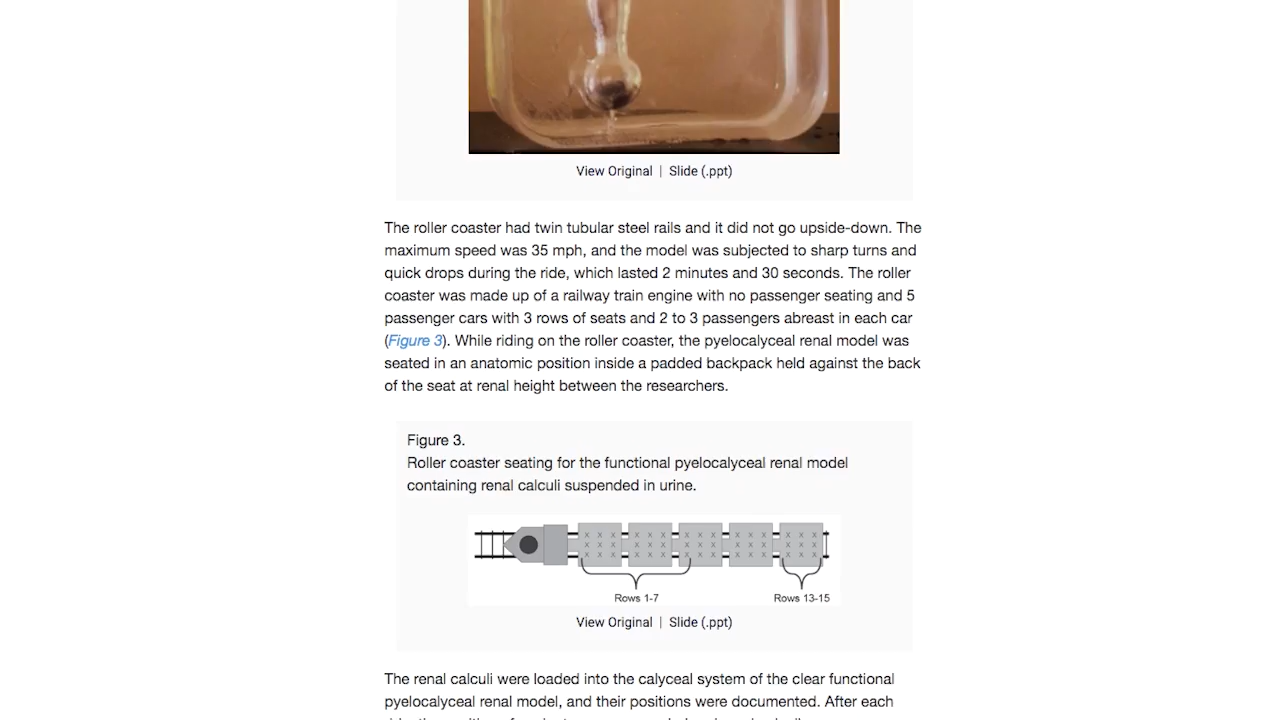 View Original | Slide (.ppt)
The roller coaster had twin tubular steel rails and it did not go upside-down. The
maximum speed was 35 mph, and the model was subjected to sharp turns and
quick drops during the ride, which lasted 2 minutes and 30 seconds. The roller
coaster was made up of a railway train engine with no passenger seating and 5
passenger cars with 3 rows of seats and 2 to 3 passengers abreast in each car
(Figure 3). While riding on the roller coaster, the pyelocalyceal renal model was
seated in an anatomic position inside a padded backpack held against the back
of the seat at renal height between the researchers.
Figure 3.
Roller coaster seating for the functional pyelocalyceal renal model
containing renal calculi suspended in urine.
x x x x x x x x x x x x x x x
x x x x x x x x x x x x x x x
x x x x x x x x x x x x x x x
Rows 1-7 Rows 13-15
View Original | Slide (.ppt)
The renal calculi were loaded into the calyceal system of the clear functional
pyelocalyceal renal model, and their positions were documented. After each